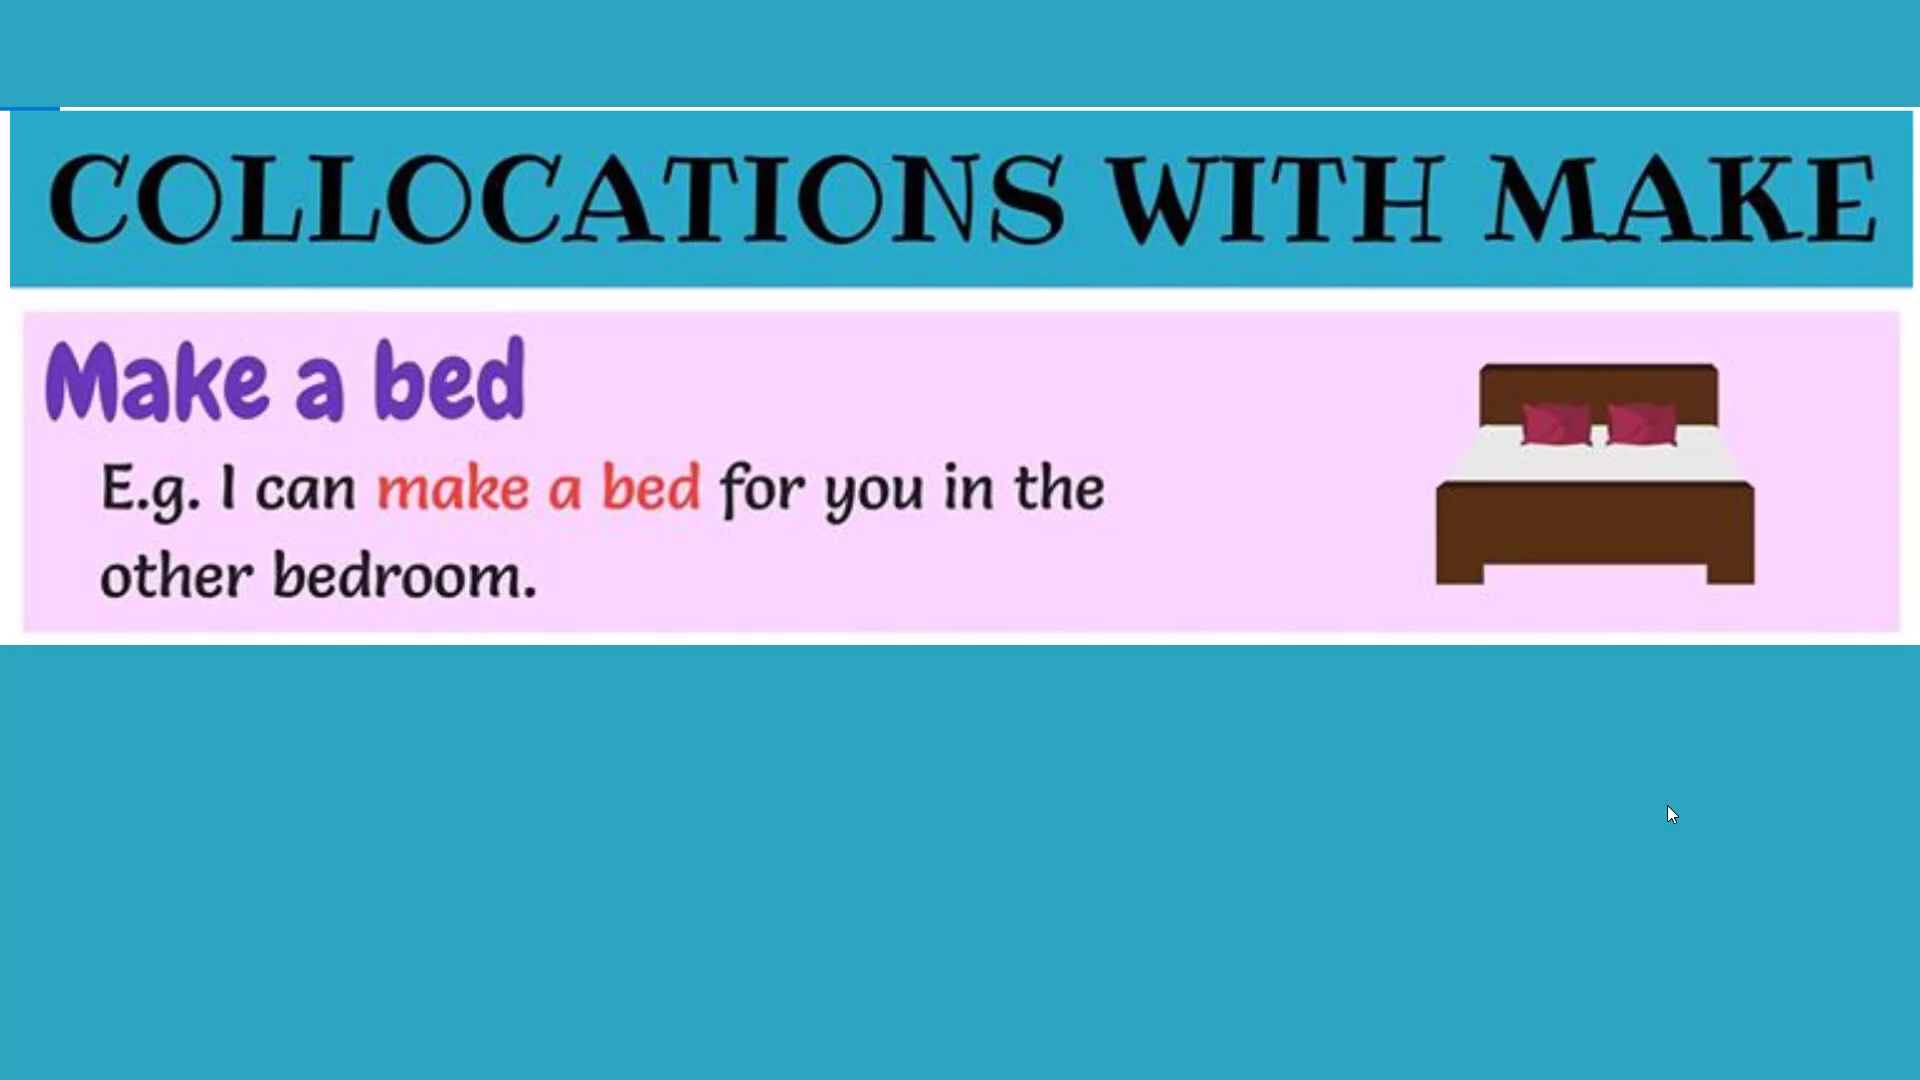 COLLOCATIONS WITH MAKE
Make a bed
E.g. I can make a bed for you in the
other bedroom.